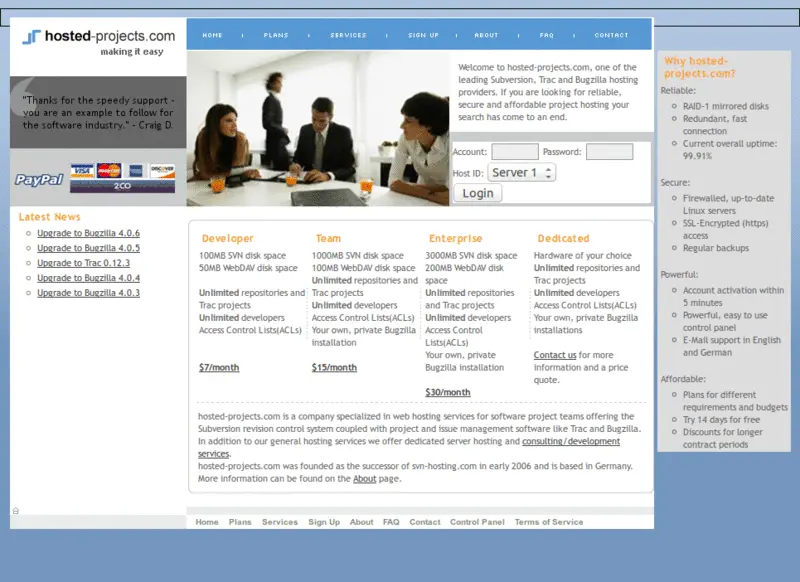 hosted-projects.com
making it easy
HOME PLANS SERVICES SIGN UP ABOUT FAQ CONTACT
"Thanks for the speedy support -
you are an example to follow for
the software industry." - Craig D.
PayPal VISA MasterCard DISCOVER
2CO
Latest News
Upgrade to Bugzilla 4.0.6
Upgrade to Bugzilla 4.0.5
Upgrade to Trac 0.12.3
Upgrade to Bugzilla 4.0.4
Upgrade to Bugzilla 4.0.3
Welcome to hosted-projects.com, one of the
leading Subversion, Trac and Bugzilla hosting
providers. If you are looking for reliable,
secure and affordable project hosting your
search has come to an end.
Account: Password:
Host ID: Server 1
Login
Developer
100MB SVN disk space
50MB WebDAV disk space
Unlimited repositories and
Trac projects
Unlimited developers
Access Control Lists(ACLs)
$7/month
Team
1000MB SVN disk space
100MB WebDAV disk space
Unlimited repositories and
Trac projects
Unlimited developers
Access Control Lists(ACLs)
Your own, private Bugzilla
installation
$15/month
Enterprise
3000MB SVN disk space
200MB WebDAV disk
space
Unlimited repositories
and Trac projects
Unlimited developers
Access Control
Lists(ACLs)
Your own, private
Bugzilla installation
$30/month
Dedicated
Hardware of your choice
Unlimited repositories and
Trac projects
Unlimited developers
Access Control Lists(ACLs)
Your own, private Bugzilla
installations
Contact us for more
information and a price
quote.
hosted-projects.com is a company specialized in web hosting services for software project teams offering the
Subversion revision control system coupled with project and issue management software like Trac and Bugzilla.
In addition to our general hosting services we offer dedicated server hosting and consulting/development
services.
hosted-projects.com was founded as the successor of svn-hosting.com in early 2006 and is based in Germany.
More information can be found on the About page.
Why hosted-
projects.com?
Reliable:
RAID-1 mirrored disks
Redundant, fast
connection
Current overall uptime:
99.91%
Secure:
Firewalled, up-to-date
Linux servers
SSL-Encrypted (https)
access
Regular backups
Powerful:
Account activation within
5 minutes
Powerful, easy to use
control panel
E-Mail support in English
and German
Affordable:
Plans for different
requirements and budgets
Try 14 days for free
Discounts for longer
contract periods
Home Plans Services Sign Up About FAQ Contact Control Panel Terms of Service